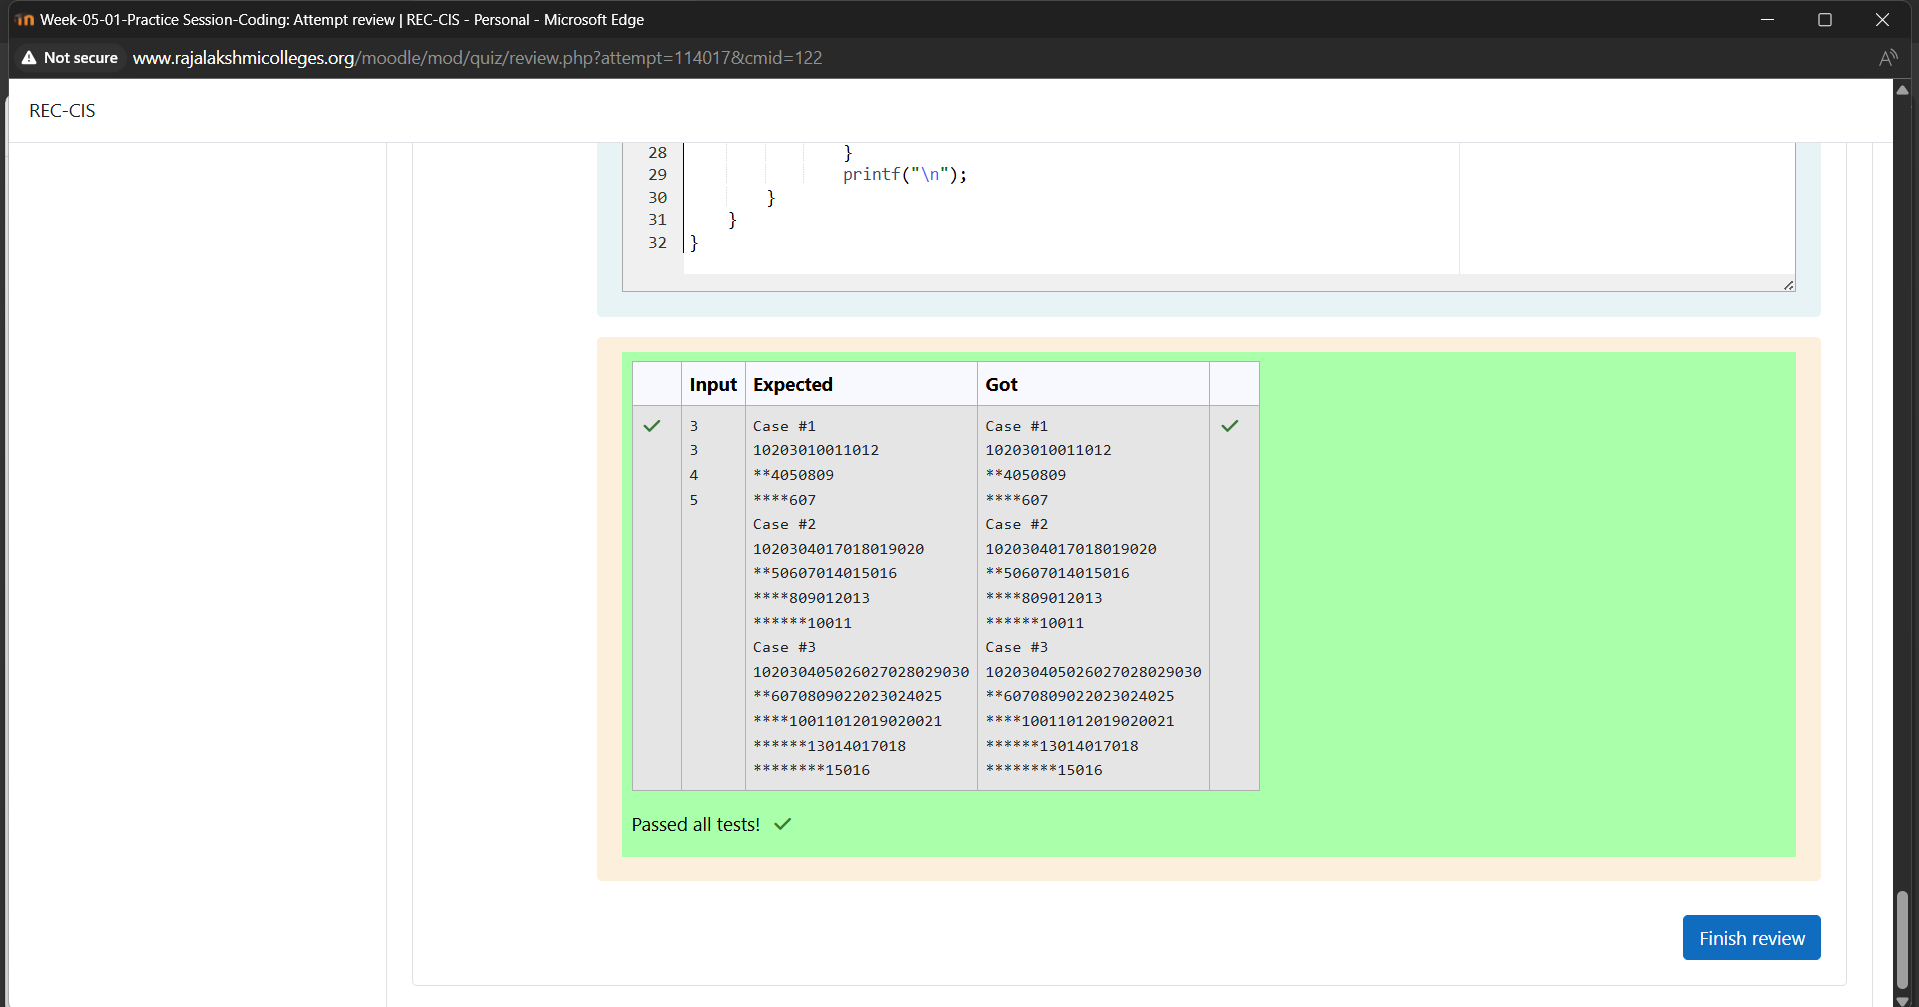 Week-05-01-Practice Session-Coding: Attempt review | REC-CIS - Personal - Microsoft Edge
Not secure www.rajalakshmicolleges.org/moodle/mod/quiz/review.php?attempt=114017&cmid=122
REC-CIS
28 }
29 printf("\n");
30 }
31 }
32 }
Input Expected Got
3 Case #1 Case #1
3 10203010011012 10203010011012
4 **4050809 **4050809
5 ****607 ****607
Case #2 Case #2
1020304017018019020 1020304017018019020
**50607014015016 **50607014015016
****809012013 ****809012013
******10011 ******10011
Case #3 Case #3
102030405026027028029030 102030405026027028029030
**6070809022023024025 **6070809022023024025
****10011012019020021 ****10011012019020021
******13014017018 ******13014017018
********15016 ********15016
Passed all tests!
Finish review